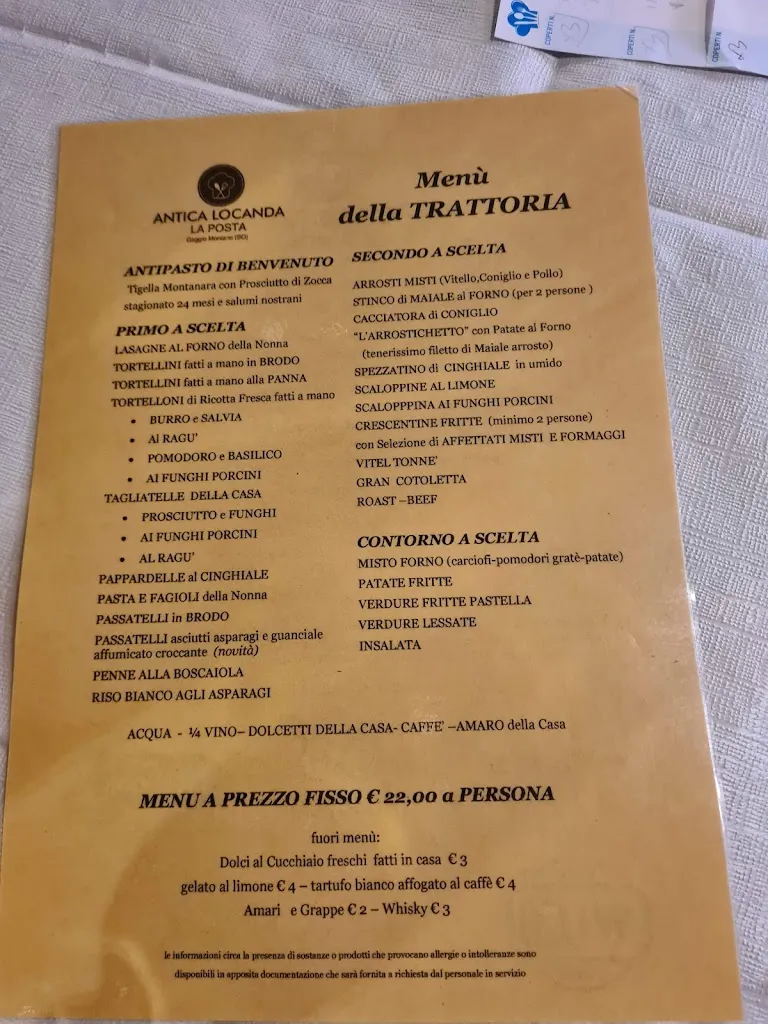 COPERTI N.
COPERTI N.
COPERTI N.
ANTICA LOCANDA
LA POSTA
Gaggio Montano (BO)
Menù
della TRATTORIA
ANTIPASTO DI BENVENUTO
Tigella Montanara con Prosciutto di Zocca
stagionato 24 mesi e salumi nostrani
PRIMO A SCELTA
LASAGNE AL FORNO della Nonna
TORTELLINI fatti a mano in BRODO
TORTELLINI fatti a mano alla PANNA
TORTELLONI di Ricotta Fresca fatti a mano
• BURRO e SALVIA
• Al RAGU'
• POMODORO e BASILICO
• AI FUNGHI PORCINI
TAGLIATELLE DELLA CASA
• PROSCIUTTO e FUNGHI
• AI FUNGHI PORCINI
• AL RAGU'
PAPPARDELLE al CINGHIALE
PASTA E FAGIOLI della Nonna
PASSATELLI in BRODO
PASSATELLI asciutti asparagi e guanciale
affumicato croccante (novità)
PENNE ALLA BOSCAIOLA
RISO BIANCO AGLI ASPARAGI
SECONDO A SCELTA
ARROSTI MISTI (Vitello,Coniglio e Pollo)
STINCO di MAIALE al FORNO (per 2 persone )
CACCIATORA di CONIGLIO
"L'ARROSTICHETTO" con Patate al Forno
(tenerissimo filetto di Maiale arrosto)
SPEZZATINO di CINGHIALE in umido
SCALOPPINE AL LIMONE
SCALOPPPINA AI FUNGHI PORCINI
CRESCENTINE FRITTE (minimo 2 persone)
con Selezione di AFFETTATI MISTI E FORMAGGI
VITEL TONNE'
GRAN COTOLETTA
ROAST –BEEF
CONTORNO A SCELTA
MISTO FORNO (carciofi-pomodori gratè-patate)
PATATE FRITTE
VERDURE FRITTE PASTELLA
VERDURE LESSATE
INSALATA
ACQUA - ¼ VINO– DOLCETTI DELLA CASA- CAFFE' –AMARO della Casa
MENU A PREZZO FISSO € 22,00 a PERSONA
fuori menù:
Dolci al Cucchiaio freschi fatti in casa € 3
gelato al limone € 4 – tartufo bianco affogato al caffè € 4
Amari e Grappe € 2 – Whisky € 3
le informazioni circa la presenza di sostanze o prodotti che provocano allergie o intolleranze sono
disponibili in apposita documentazione che sarà fornita a richiesta dal personale in servizio